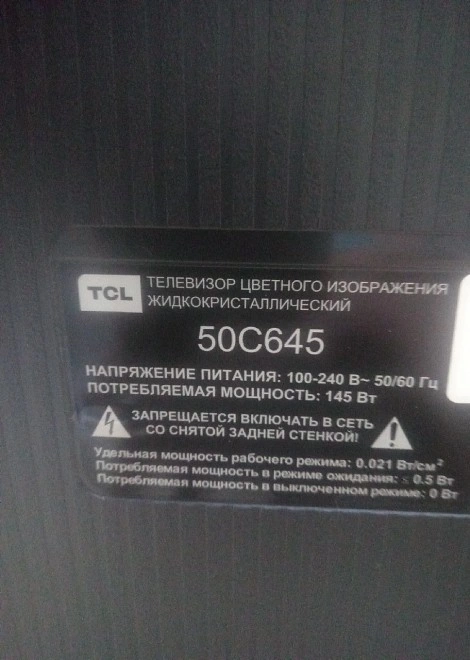 TCL
ТЕЛЕВИЗОР ЦВЕТНОГО ИЗОБРАЖЕНИЯ
ЖИДКОКРИСТАЛЛИЧЕСКИЙ
50C645
НАПРЯЖЕНИЕ ПИТАНИЯ: 100-240 В~ 50/60 Гц
ПОТРЕБЛЯЕМАЯ МОЩНОСТЬ: 145 Вт
ЗАПРЕЩАЕТСЯ ВКЛЮЧАТЬ В СЕТЬ
СО СНЯТОЙ ЗАДНЕЙ СТЕНКОЙ!
Удельная мощность рабочего режима: 0.021 Вт/см²
Потребляемая мощность в режиме ожидания: ≤ 0.5 Вт
Потребляемая мощность в выключенном режиме: 0 Вт